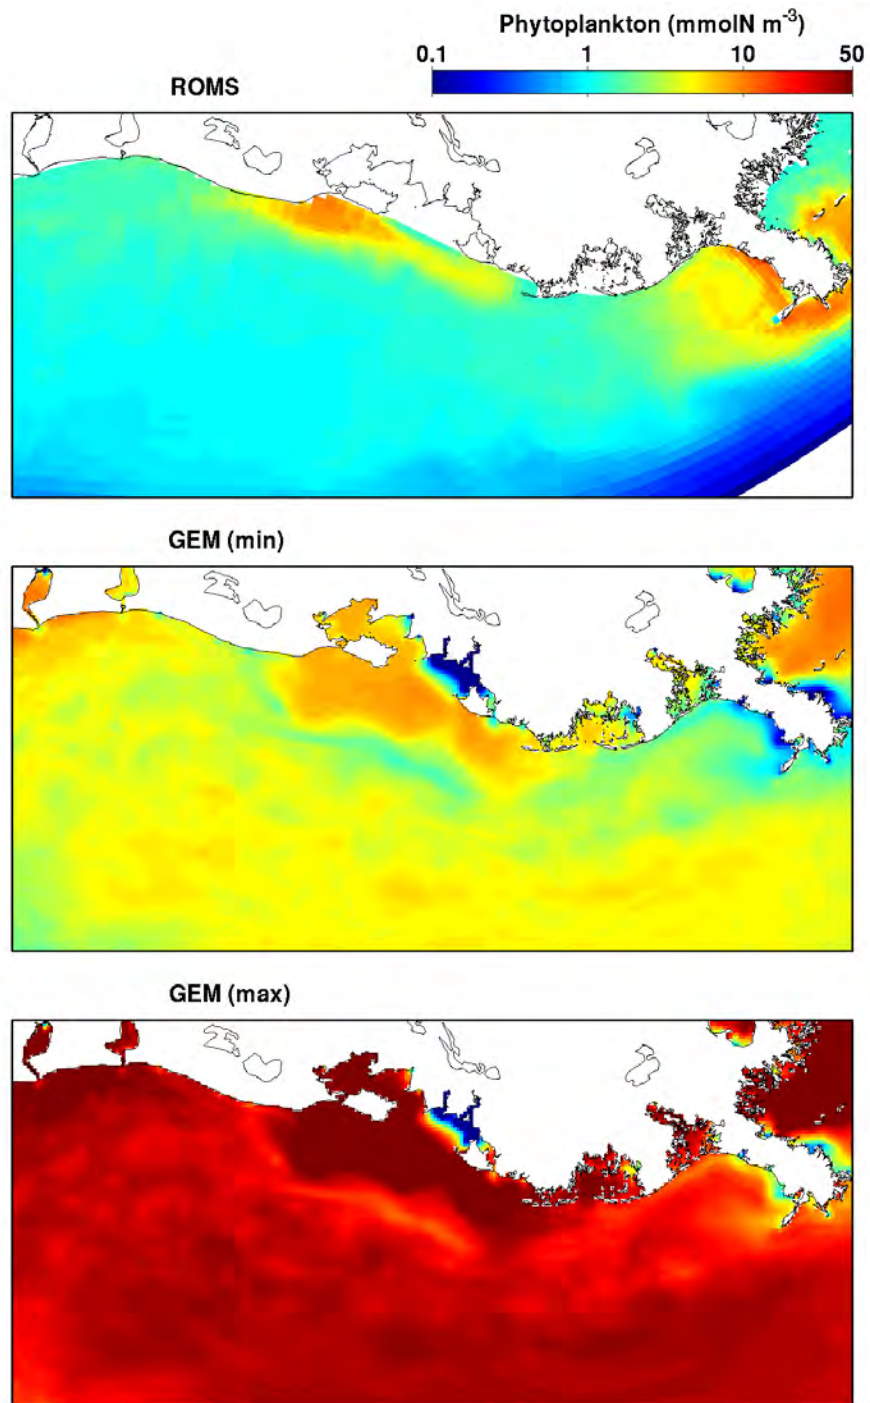 Phytoplankton (mmolN m⁻³)
0.1 1 10 50
ROMS
GEM (min)
GEM (max)